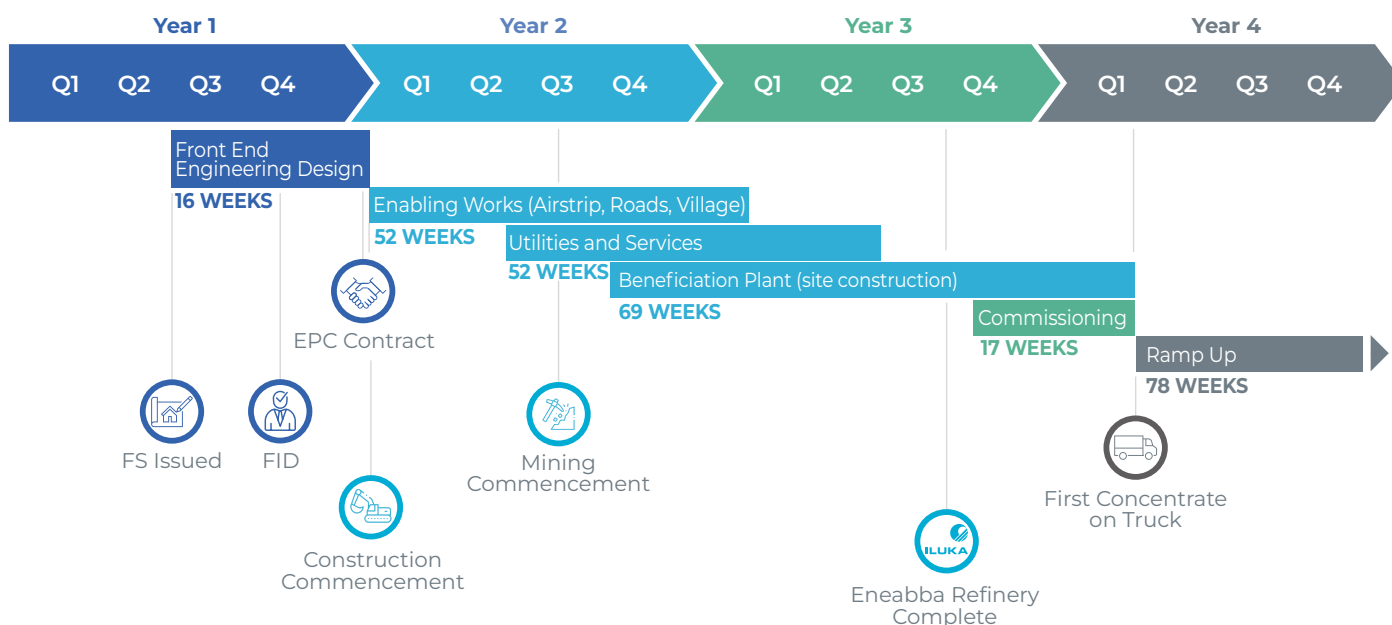 Year 1
Year 2
Year 3
Year 4
Q1 Q2 Q3 Q4 Q1 Q2 Q3 Q4 Q1 Q2 Q3 Q4 Q1 Q2 Q3 Q4
Front End
Engineering Design
16 WEEKS
Enabling Works (Airstrip, Roads, Village)
52 WEEKS
Utilities and Services
52 WEEKS
Beneficiation Plant (site construction)
69 WEEKS
Commissioning
17 WEEKS
Ramp Up
78 WEEKS
EPC Contract
FS Issued
FID
Mining
Commencement
Construction
Commencement
First Concentrate
on Truck
ILUKA
Eneabba Refinery
Complete